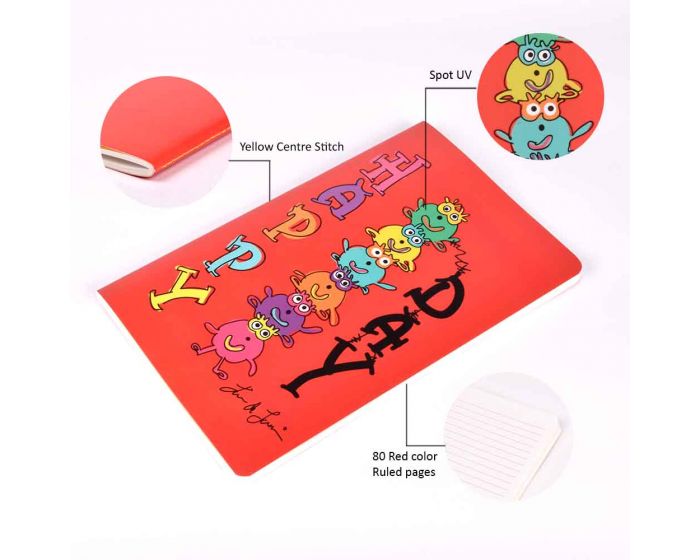 Spot UV
Yellow Centre Stitch
HAPPY
DAY
80 Red color
Ruled pages